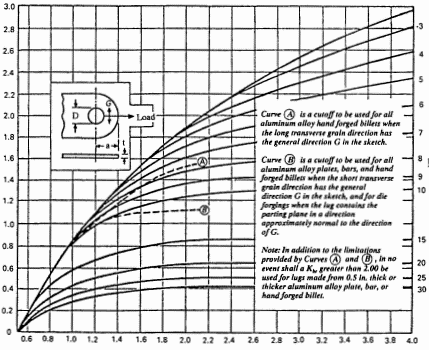 3.0
2.8
2.6
2.4
2.2
2.0
1.8
1.6
1.4
1.2
1.0
0.8
0.6
0.4
0.2
0
G
D
Load
a
t
A
B
Curve A is a cutoff to be used for all
aluminum alloy hand forged billets when
the long transverse grain direction has
the general direction G in the sketch.
Curve B is a cutoff to be used for all
aluminum alloy plates, bars, and hand
forged billets when the short transverse
grain direction has the general
direction G in the sketch, and for die
forgings when the lug contains the
parting plane in a direction
approximately normal to the direction
of G.
Note: In addition to the limitations
provided by Curves A and B, in no
event shall a K greater than 2.00 be
used for lugs made from 0.5 in. thick or
thicker aluminum alloy plate, bar, or
hand forged billet.
3
4
5
6
7
8
9
10
15
20
25
30
0.6 0.8 1.0 1.2 1.4 1.6 1.8 2.0 2.2 2.4 2.6 2.8 3.0 3.2 3.4 3.6 3.8 4.0